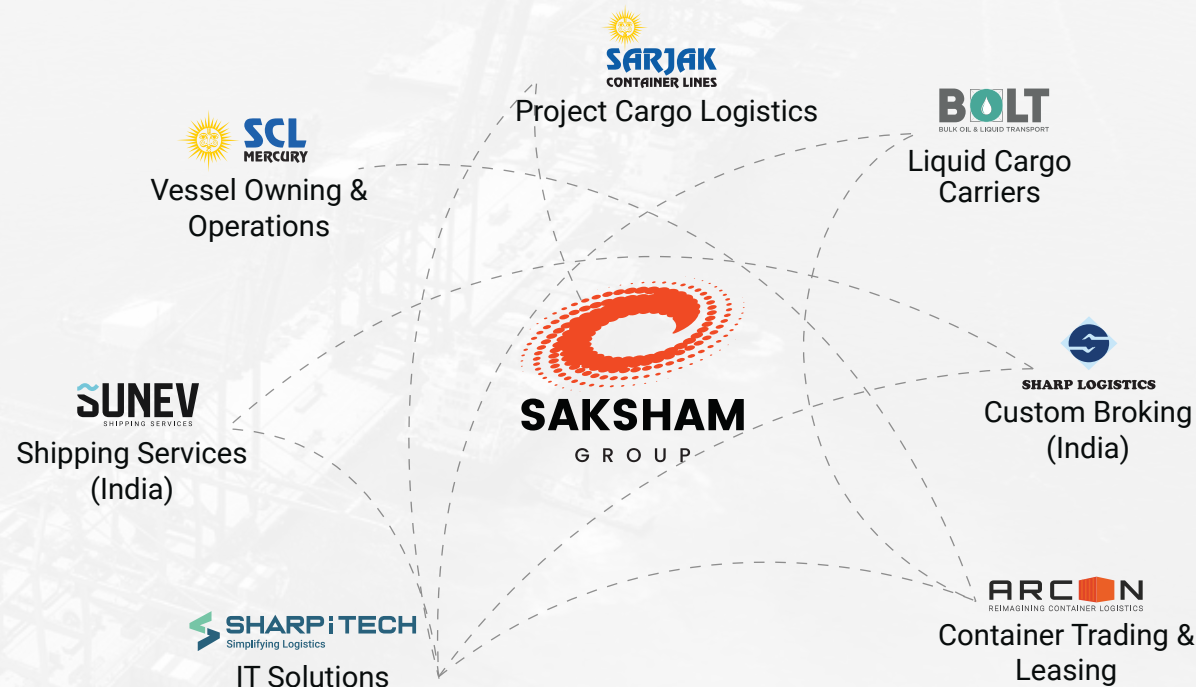 SARJAK
CONTAINER LINES
Project Cargo Logistics
SCL
MERCURY
Vessel Owning &
Operations
BOLT
BULK OIL & LIQUID TRANSPORT
Liquid Cargo
Carriers
SAKSHAM
GROUP
SUNEV
SHIPPING SERVICES
Shipping Services
(India)
SHARP LOGISTICS
Custom Broking
(India)
SHARPiTECH
Simplifying Logistics
IT Solutions
ARCON
REIMAGINING CONTAINER LOGISTICS
Container Trading &
Leasing